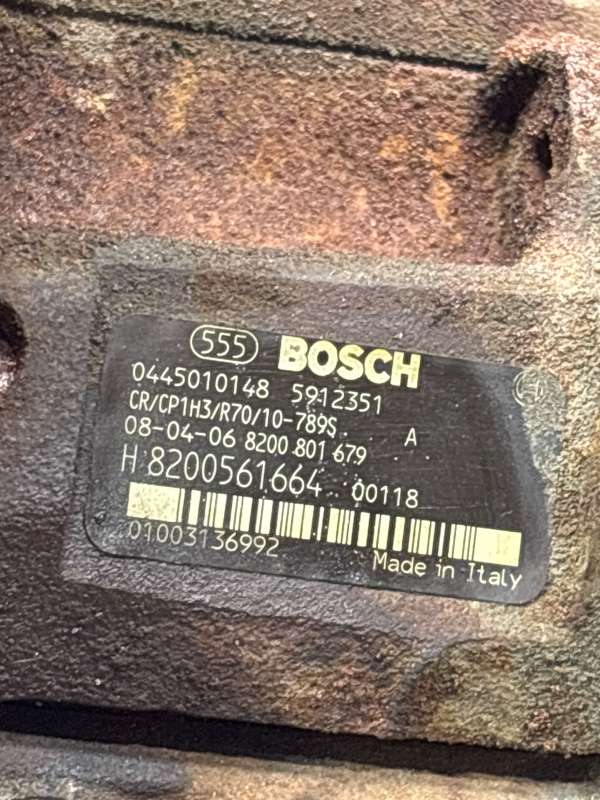 555 BOSCH
0445010148 5912351
CR/CP1H3/R70/10-789S A
08-04-06 8200 801 679
H 8200561664 00118
01003136992
Made in Italy